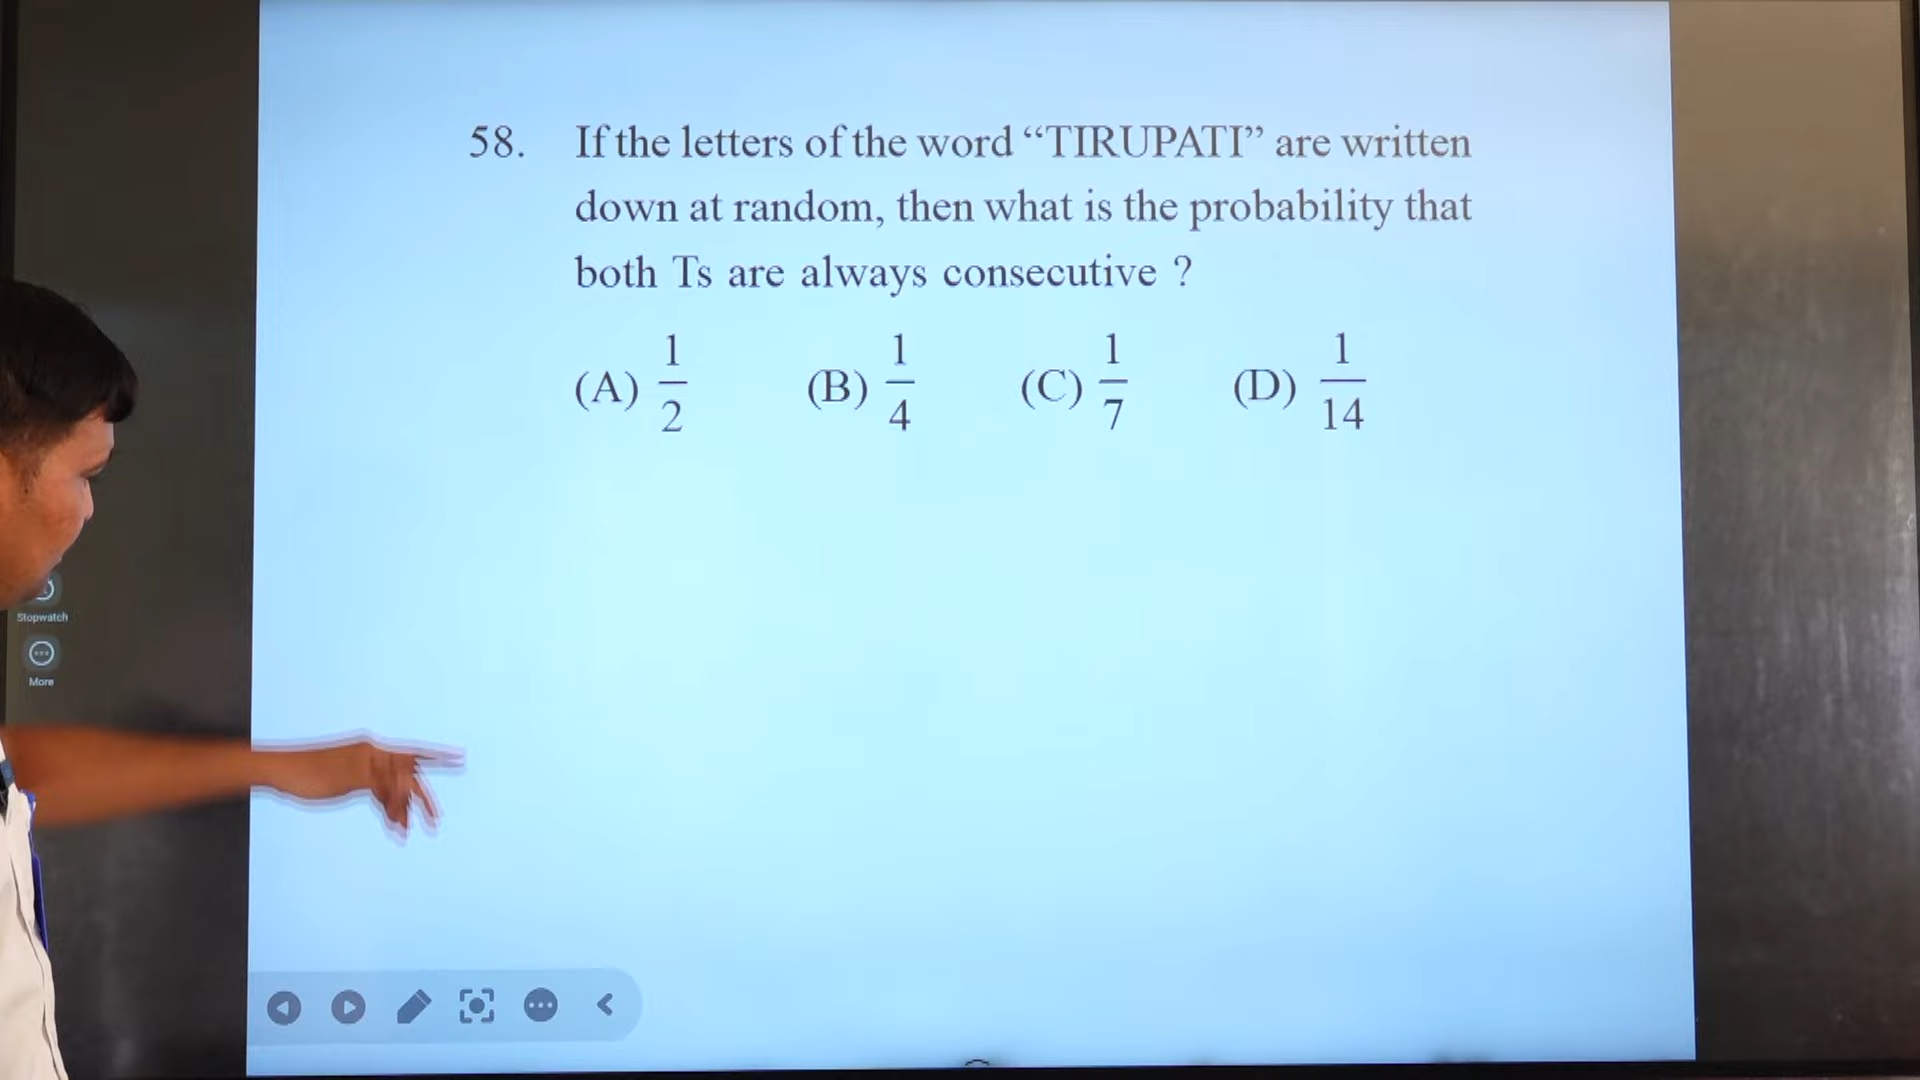 58. If the letters of the word “TIRUPATI” are written
down at random, then what is the probability that
both Ts are always consecutive ?
(A) 1/2 (B) 1/4 (C) 1/7 (D) 1/14
Stopwatch
More